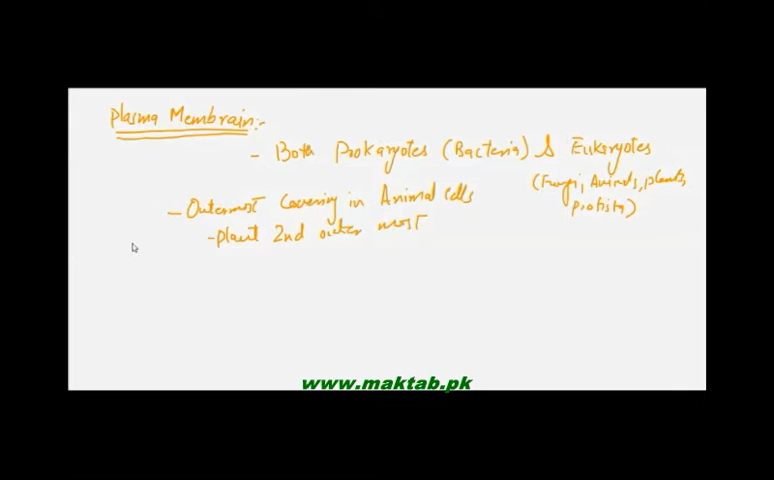 Plasma Membrain:-
- Both Prokaryotes (Bacteria) & Eukaryotes
(Fungi, Animals, plants,
protista)
- Outermost Covering in Animal Cells
- plant 2nd outer most
www.maktab.pk